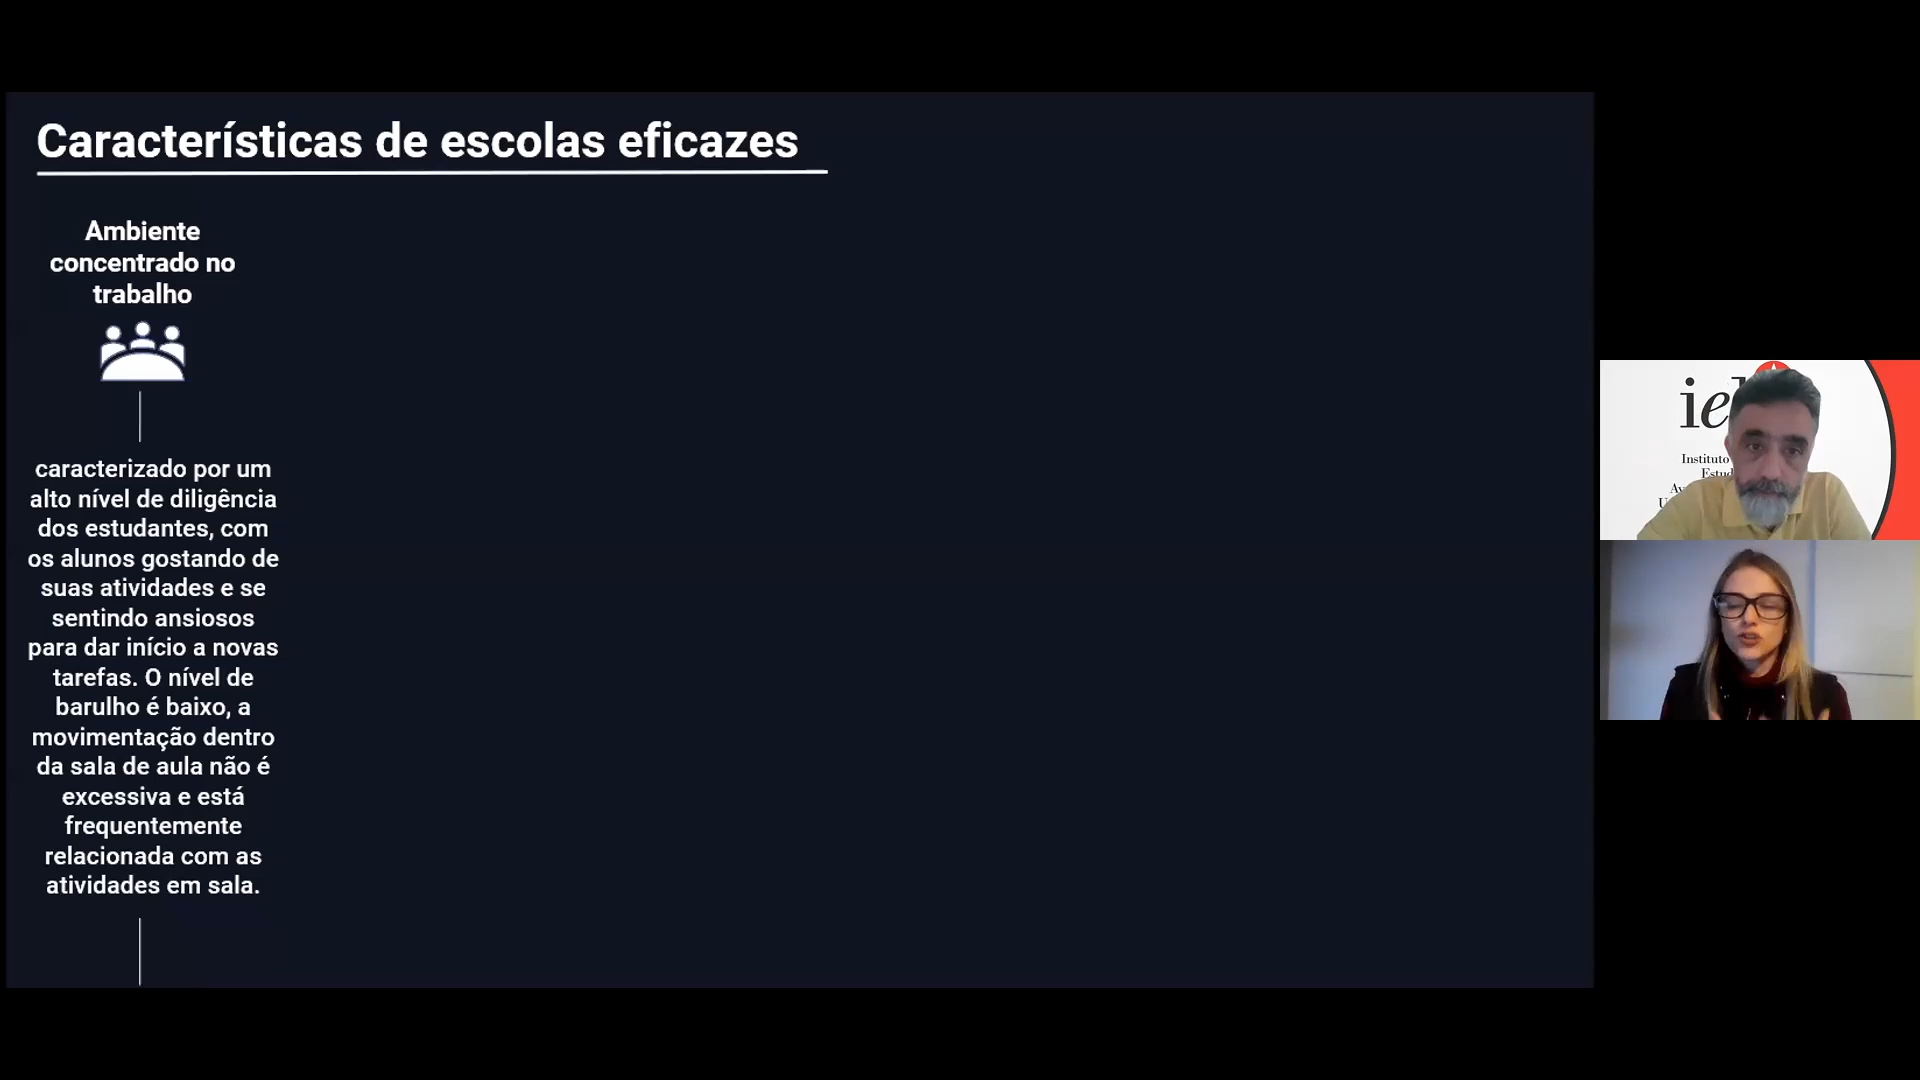 Características de escolas eficazes
Ambiente
concentrado no
trabalho
caracterizado por um
alto nível de diligência
dos estudantes, com
os alunos gostando de
suas atividades e se
sentindo ansiosos
para dar início a novas
tarefas. O nível de
barulho é baixo, a
movimentação dentro
da sala de aula não é
excessiva e está
frequentemente
relacionada com as
atividades em sala.
Instituto